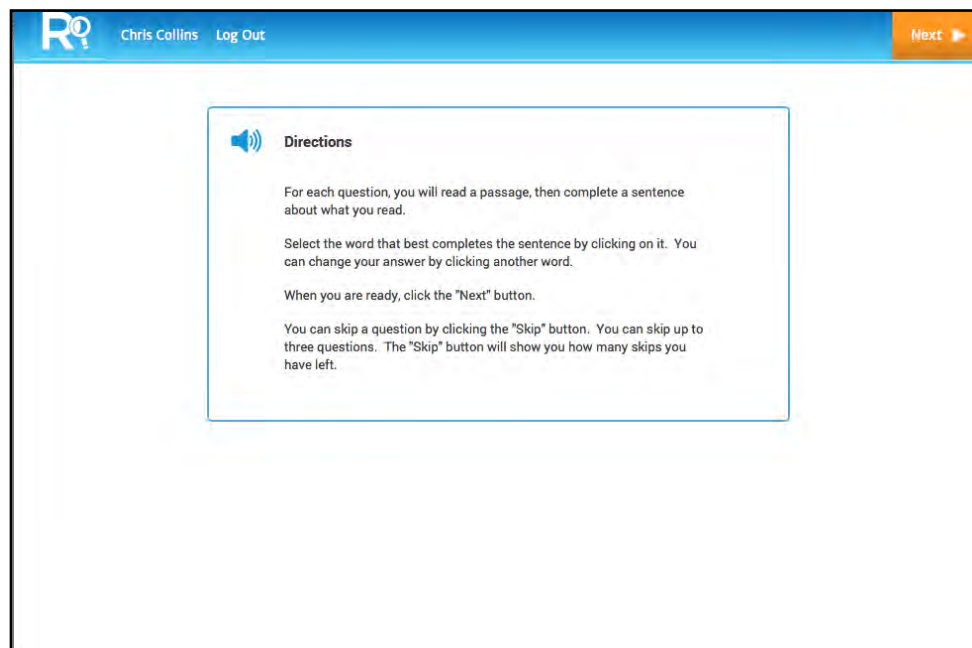 RI
Chris Collins Log Out
Next
Directions
For each question, you will read a passage, then complete a sentence
about what you read.
Select the word that best completes the sentence by clicking on it. You
can change your answer by clicking another word.
When you are ready, click the "Next" button.
You can skip a question by clicking the "Skip" button. You can skip up to
three questions. The "Skip" button will show you how many skips you
have left.